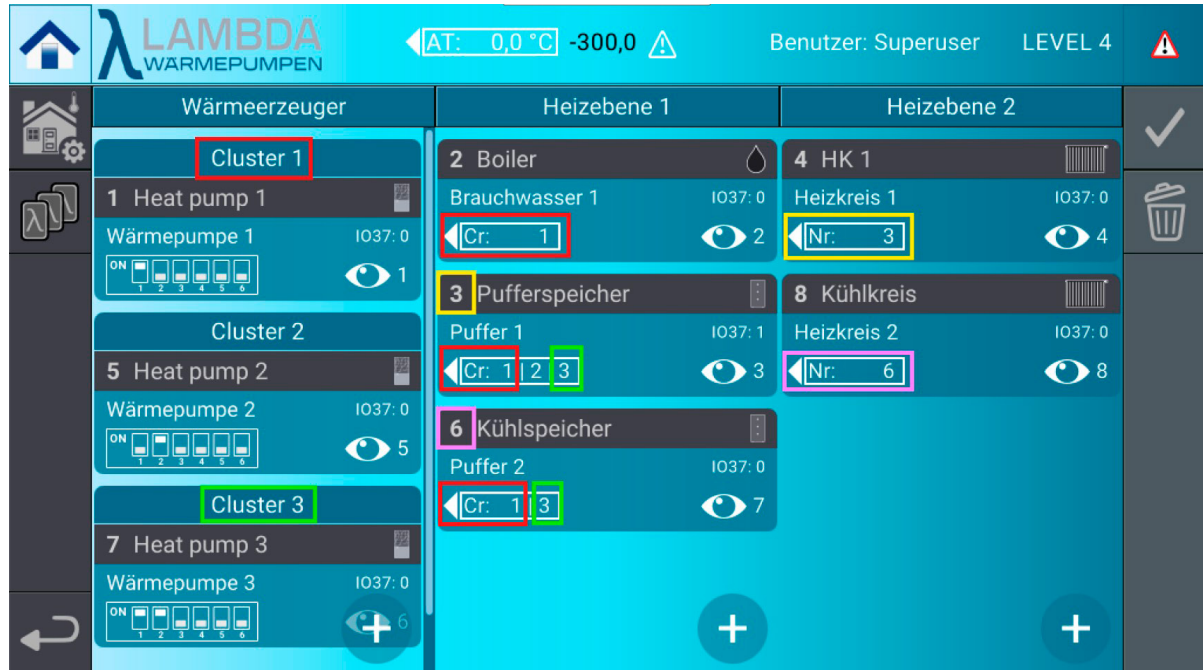 LAMBDA
WÄRMEPUMPEN
AT: 0,0 °C -300,0
Benutzer: Superuser LEVEL 4
Wärmeerzeuger
Heizebene 1
Heizebene 2
Cluster 1
1 Heat pump 1
Wärmepumpe 1 IO37: 0
ON 1 2 3 4 5 6
1
Cluster 2
5 Heat pump 2
Wärmepumpe 2 IO37: 0
ON 1 2 3 4 5 6
5
Cluster 3
7 Heat pump 3
Wärmepumpe 3 IO37: 0
ON 1 2 3 4 5 6
6
2 Boiler
Brauchwasser 1 IO37: 0
Cr: 1
2
3 Pufferspeicher
Puffer 1 IO37: 1
Cr: 1 | 2 | 3
3
6 Kühlspeicher
Puffer 2 IO37: 0
Cr: 1 | 3
7
4 HK 1
Heizkreis 1 IO37: 0
Nr: 3
4
8 Kühlkreis
Heizkreis 2 IO37: 0
Nr: 6
8